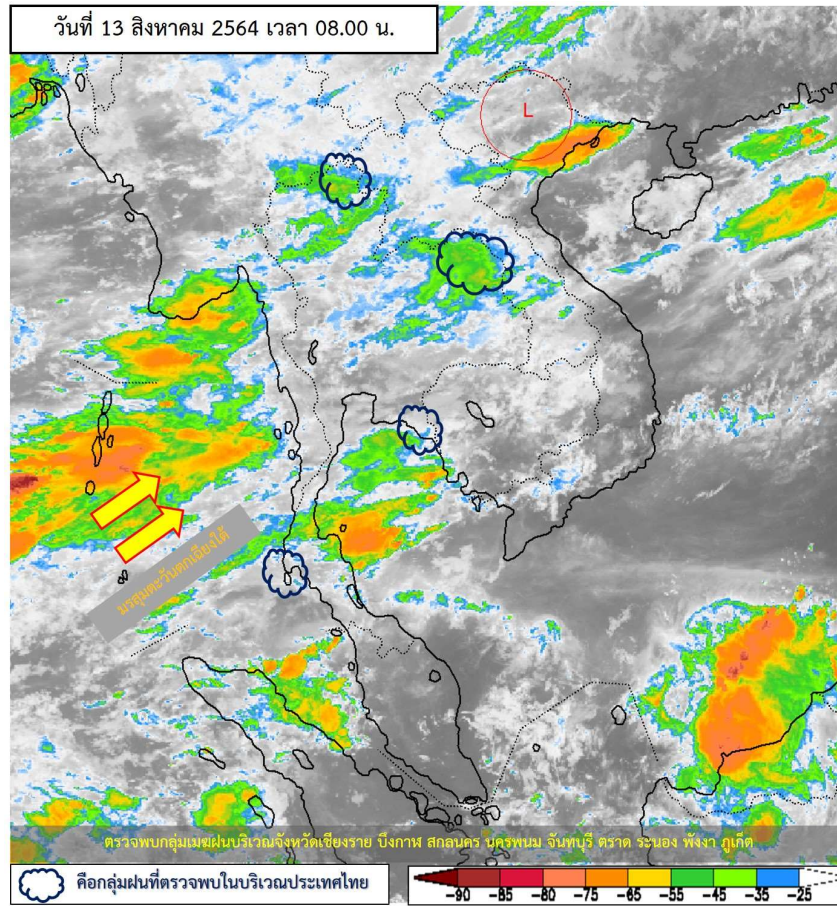 วันที่ 13 สิงหาคม 2564 เวลา 08.00 น.
L
มรสุมตะวันตกเฉียงใต้
ตรวจพบกลุ่มเมฆฝนบริเวณจังหวัดเชียงราย บึงกาฬ สกลนคร นครพนม จันทบุรี ตราด ระนอง พังงา ภูเก็ต
คือกลุ่มฝนที่ตรวจพบในบริเวณประเทศไทย
-90 -85 -80 -75 -65 -55 -45 -35 -25